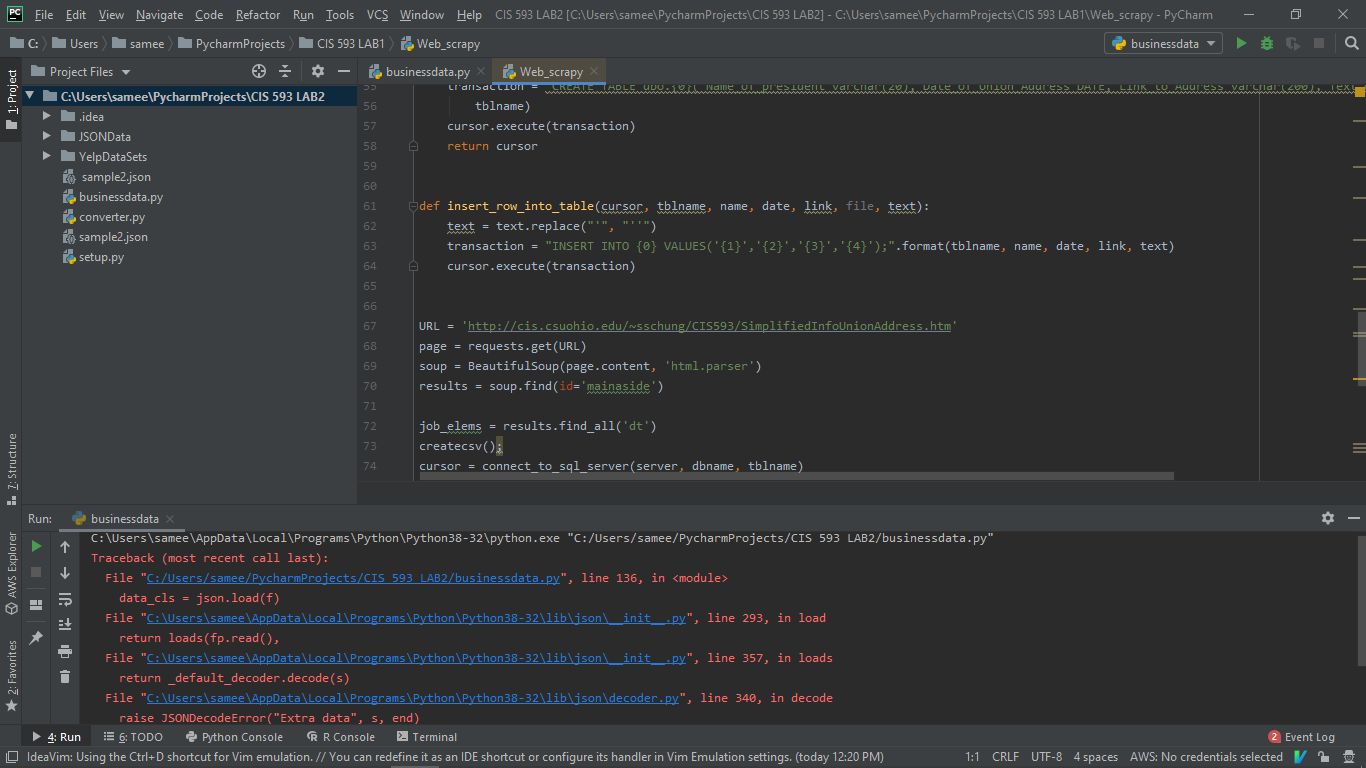 File Edit View Navigate Code Refactor Run Tools VCS Window Help CIS 593 LAB2 [C:\Users\samee\PycharmProjects\CIS 593 LAB2] - C:\Users\samee\PycharmProjects\CIS 593 LAB1\Web_scrapy - PyCharm
C: Users samee PycharmProjects CIS 593 LAB1 Web_scrapy businessdata
1: Project
Project Files
C:\Users\samee\PycharmProjects\CIS 593 LAB2
.idea
JSONData
YelpDataSets
sample2.json
businessdata.py
converter.py
sample2.json
setup.py
businessdata.py Web_scrapy
55 transaction = "CREATE TABLE dbo.{0}( Name_of_president varchar(20), Date_of_Union_Address DATE, Link_to_Address varchar(200), Text
56 tblname)
57 cursor.execute(transaction)
58 return cursor
59
60
61 def insert_row_into_table(cursor, tblname, name, date, link, file, text):
62 text = text.replace("'", "''")
63 transaction = "INSERT INTO {0} VALUES('{1}','{2}','{3}','{4}');".format(tblname, name, date, link, text)
64 cursor.execute(transaction)
65
66
67 URL = 'http://cis.csuohio.edu/~sschung/CIS593/SimplifiedInfoUnionAddress.htm'
68 page = requests.get(URL)
69 soup = BeautifulSoup(page.content, 'html.parser')
70 results = soup.find(id='mainaside')
71
72 job_elems = results.find_all('dt')
73 createcsv();
74 cursor = connect_to_sql_server(server, dbname, tblname)
7: Structure
AWS Explorer
2: Favorites
Run: businessdata
C:\Users\samee\AppData\Local\Programs\Python\Python38-32\python.exe "C:/Users/samee/PycharmProjects/CIS 593 LAB2/businessdata.py"
Traceback (most recent call last):
File "C:/Users/samee/PycharmProjects/CIS 593 LAB2/businessdata.py", line 136, in <module>
data_cls = json.load(f)
File "C:\Users\samee\AppData\Local\Programs\Python\Python38-32\lib\json\__init__.py", line 293, in load
return loads(fp.read(),
File "C:\Users\samee\AppData\Local\Programs\Python\Python38-32\lib\json\__init__.py", line 357, in loads
return _default_decoder.decode(s)
File "C:\Users\samee\AppData\Local\Programs\Python\Python38-32\lib\json\decoder.py", line 340, in decode
raise JSONDecodeError("Extra data", s, end)
4: Run 6: TODO Python Console R Console Terminal 2 Event Log
IdeaVim: Using the Ctrl+D shortcut for Vim emulation. // You can redefine it as an IDE shortcut or configure its handler in Vim Emulation settings. (today 12:20 PM) 1:1 CRLF UTF-8 4 spaces AWS: No credentials selected